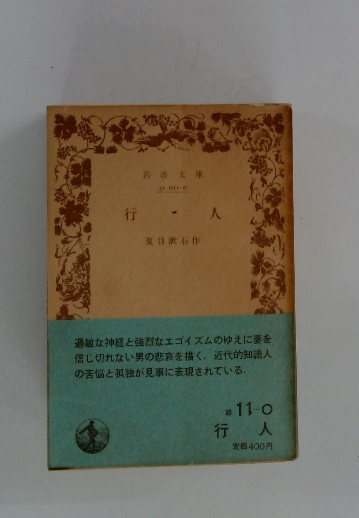 岩波文庫
31-011-0
行人
夏目漱石作
過敏な神経と強烈なエゴイズムのゆえに妻を
信じ切れない男の悲哀を描く．近代的知識人
の苦悩と孤独が見事に表現されている．
緑 11-0
行 人
定価400円